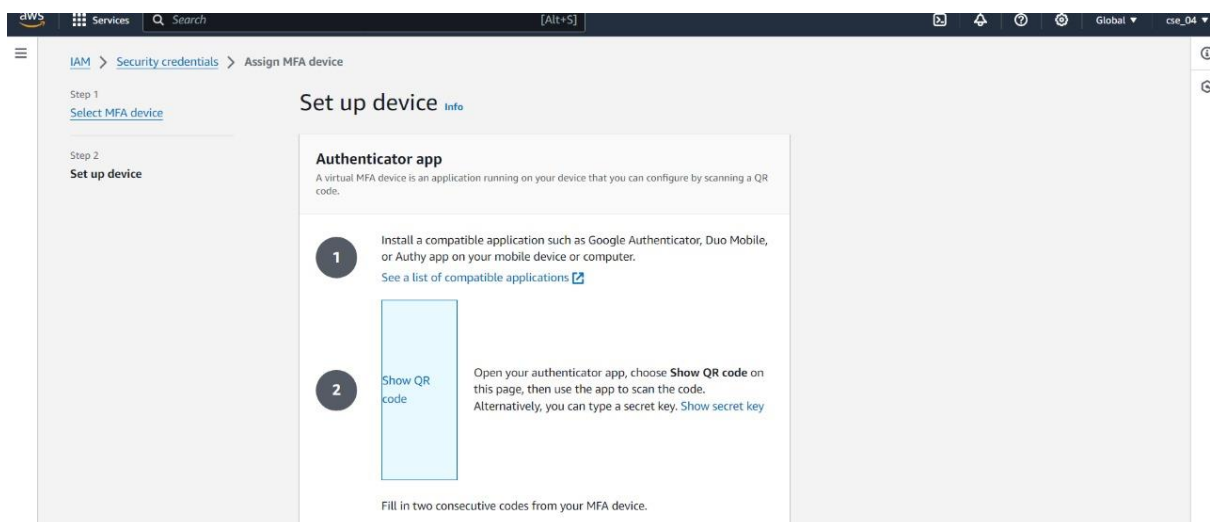 aws
Services
Search
[Alt+S]
Global
cse_04
IAM > Security credentials > Assign MFA device
Step 1
Select MFA device
Step 2
Set up device
Set up device Info
Authenticator app
A virtual MFA device is an application running on your device that you can configure by scanning a QR
code.
1
Install a compatible application such as Google Authenticator, Duo Mobile,
or Authy app on your mobile device or computer.
See a list of compatible applications
2
Show QR
code
Open your authenticator app, choose Show QR code on
this page, then use the app to scan the code.
Alternatively, you can type a secret key. Show secret key
Fill in two consecutive codes from your MFA device.